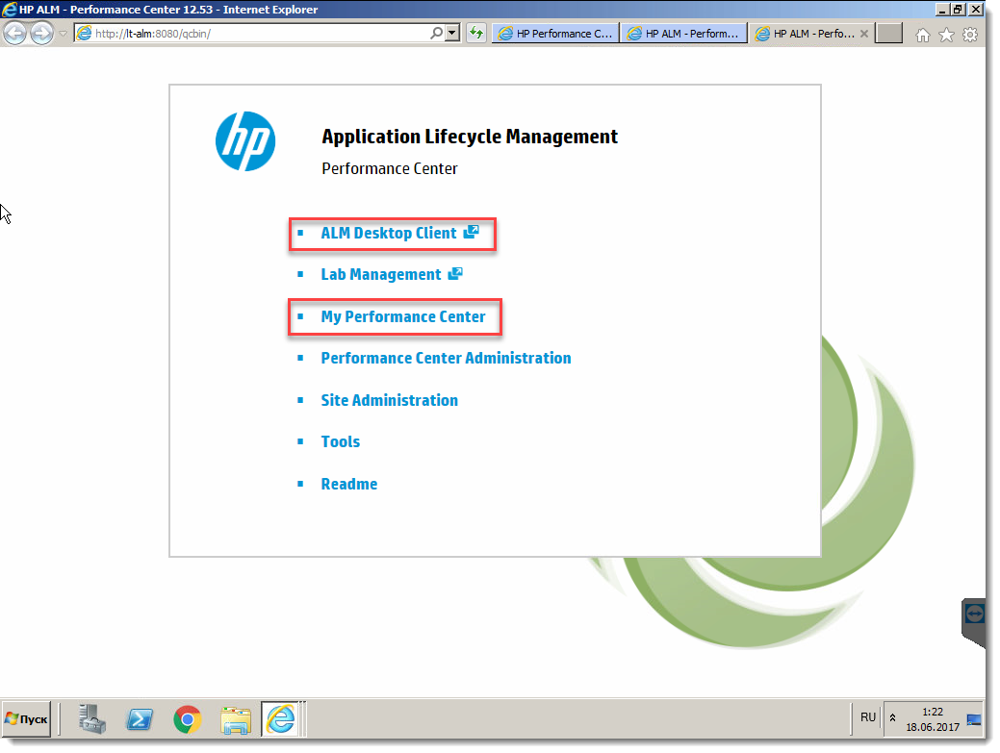 HP ALM - Performance Center 12.53 - Internet Explorer
http://lt-alm:8080/qcbin/
HP Performance C...
HP ALM - Perform...
HP ALM - Perfo...
hp
Application Lifecycle Management
Performance Center
ALM Desktop Client
Lab Management
My Performance Center
Performance Center Administration
Site Administration
Tools
Readme
Пуск
RU
1:22
18.06.2017